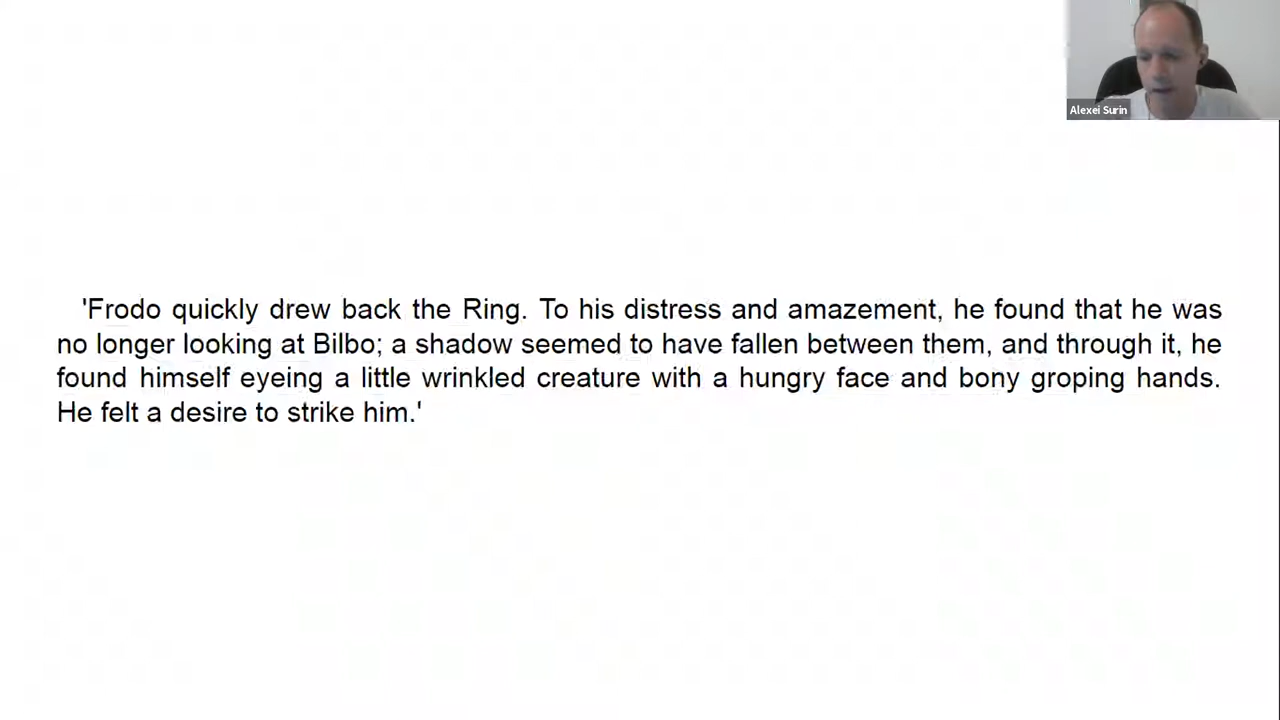 Alexei Surin
'Frodo quickly drew back the Ring. To his distress and amazement, he found that he was
no longer looking at Bilbo; a shadow seemed to have fallen between them, and through it, he
found himself eyeing a little wrinkled creature with a hungry face and bony groping hands.
He felt a desire to strike him.'